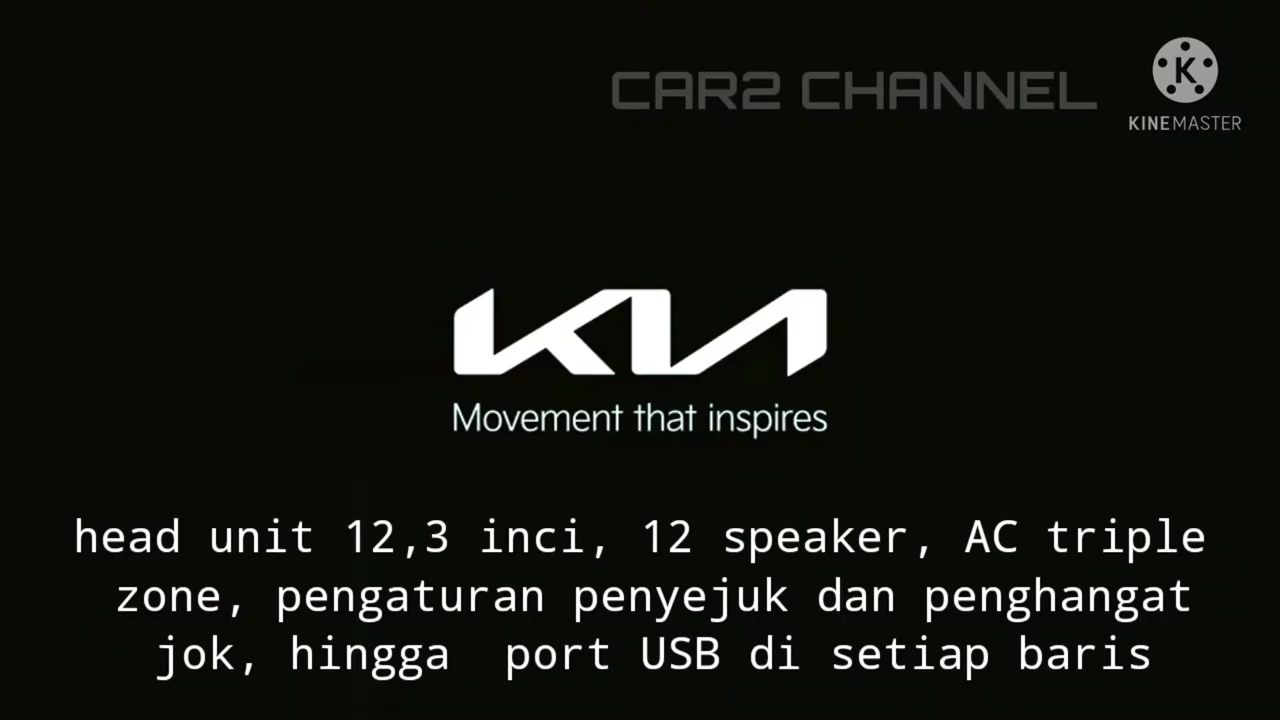 CAR2 CHANNEL
K
KINEMASTER
KIA
Movement that inspires
head unit 12,3 inci, 12 speaker, AC triple
zone, pengaturan penyejuk dan penghangat
jok, hingga  port USB di setiap baris